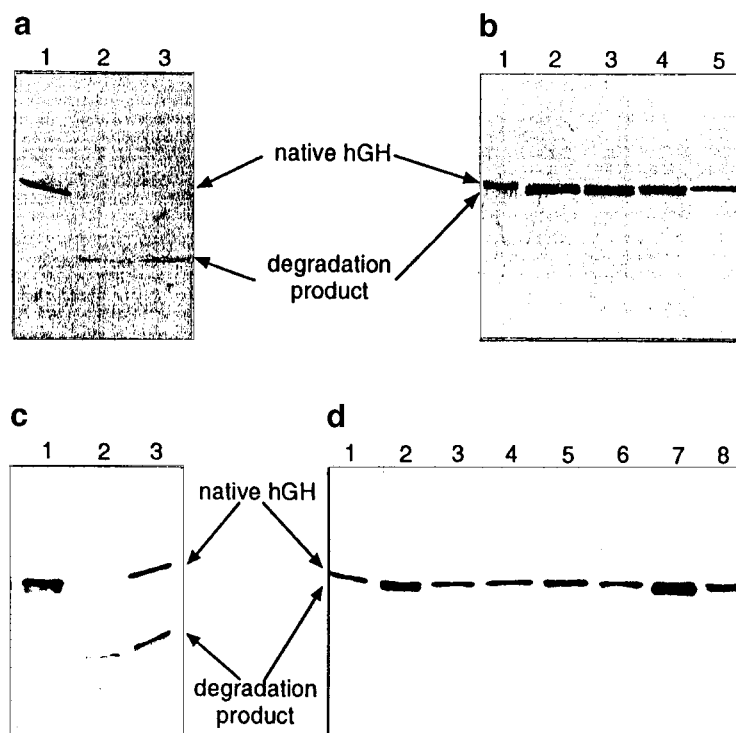 a
1 2 3
b
1 2 3 4 5
native hGH
degradation
product
c
1 2 3
d
1 2 3 4 5 6 7 8
native hGH
degradation
product